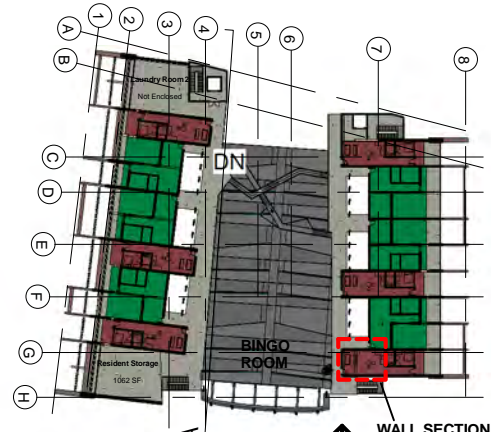 1
2
3
4
5
6
7
8
A
B
C
D
E
F
G
H
Laundry Room 2
Not Enclosed
DN
BINGO
ROOM
Resident Storage
1062 SF
WALL SECTION